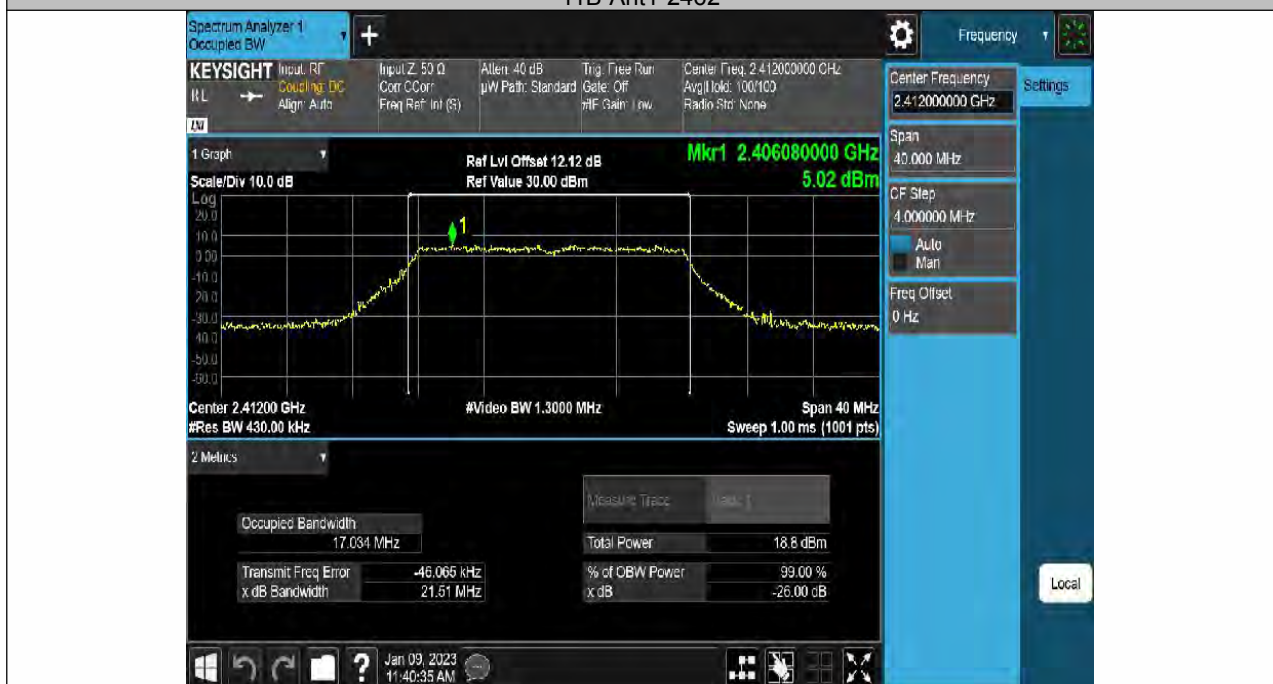 Spectrum Analyzer 1
Occupied BW
+
Frequency
KEYSIGHT
Input: RF
Coupling: DC
Align: Auto
Input Z: 50 Ω
Corr CCorr
Freq Ref: Int (S)
Atten: 40 dB
µW Path: Standard
Trig: Free Run
Gate: Off
#IF Gain: Low
Center Freq: 2.412000000 GHz
Avg|Hold: 100/100
Radio Std: None
RL
LXI
Center Frequency
2.412000000 GHz
Settings
Span
40.000 MHz
CF Step
4.000000 MHz
Auto
Man
Freq Offset
0 Hz
1 Graph
Scale/Div 10.0 dB
Ref Lvl Offset 12.12 dB
Ref Value 30.00 dBm
Mkr1 2.406080000 GHz
5.02 dBm
Log
20.0
10.0
0.00
-10.0
-20.0
-30.0
-40.0
-50.0
-60.0
1
Center 2.41200 GHz
#Res BW 430.00 kHz
#Video BW 1.3000 MHz
Span 40 MHz
Sweep 1.00 ms (1001 pts)
2 Metrics
Measure Trace
Trace 1
Occupied Bandwidth
17.034 MHz
Total Power 18.8 dBm
Transmit Freq Error -46.065 kHz
% of OBW Power 99.00 %
x dB Bandwidth 21.51 MHz
x dB -26.00 dB
Local
?
Jan 09, 2023
11:40:35 AM